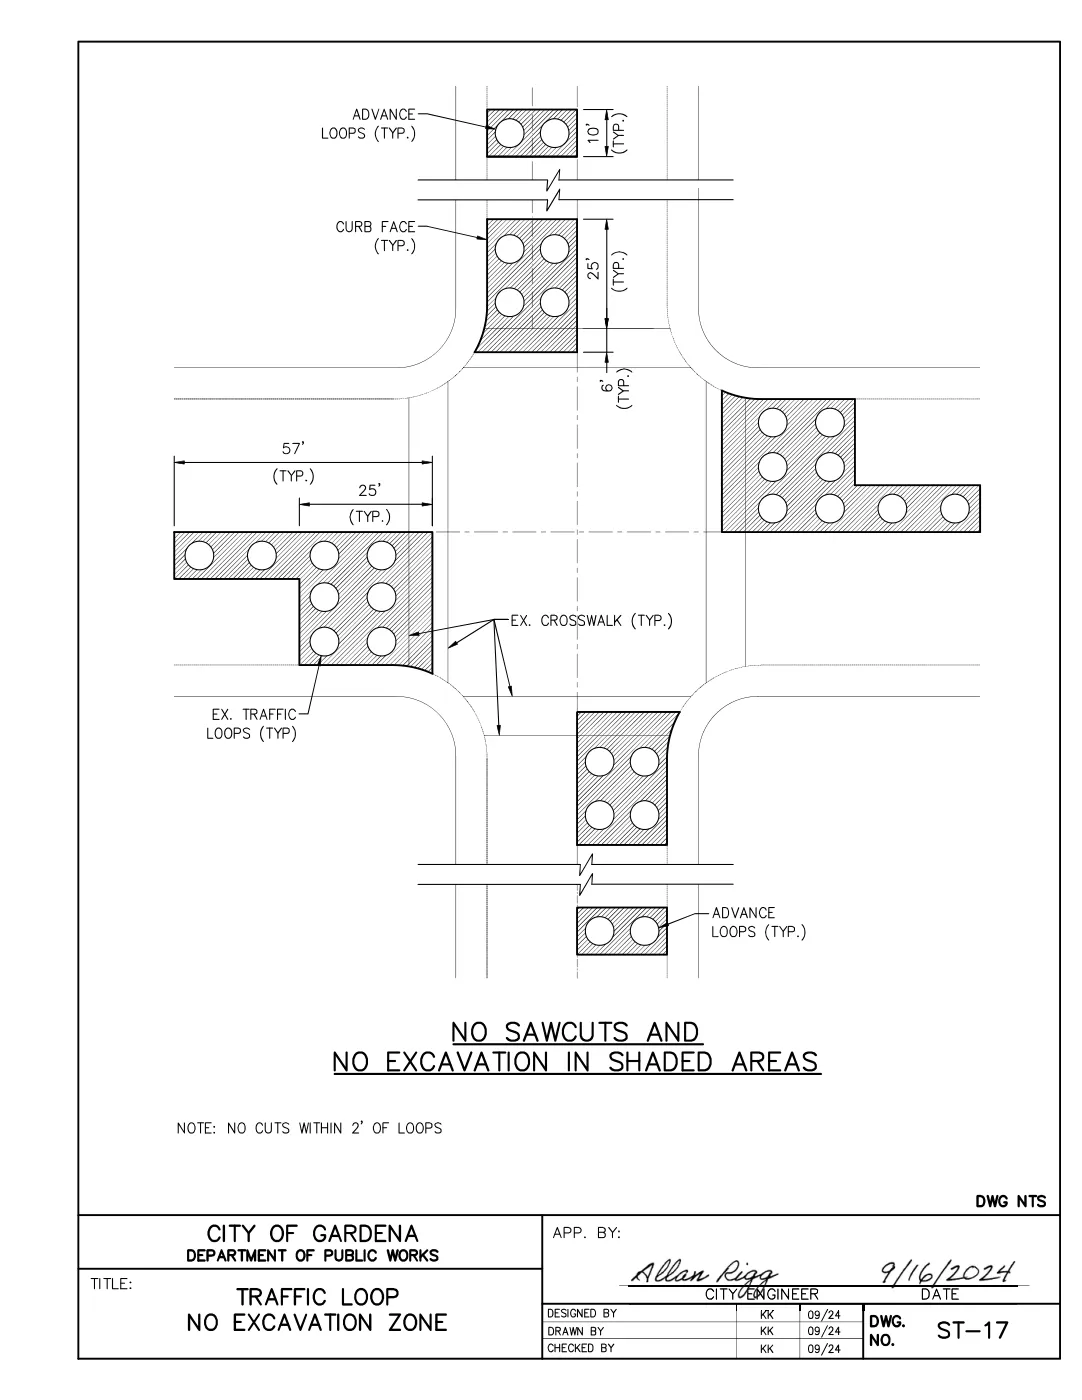 ADVANCE
LOOPS (TYP.)
10'
(TYP.)
CURB FACE
(TYP.)
25'
(TYP.)
6'
(TYP.)
57'
(TYP.)
25'
(TYP.)
EX. CROSSWALK (TYP.)
EX. TRAFFIC
LOOPS (TYP)
ADVANCE
LOOPS (TYP.)
NO SAWCUTS AND
NO EXCAVATION IN SHADED AREAS
NOTE: NO CUTS WITHIN 2' OF LOOPS
DWG NTS
CITY OF GARDENA
DEPARTMENT OF PUBLIC WORKS
TITLE:
TRAFFIC LOOP
NO EXCAVATION ZONE
APP. BY:
Allan Rigg 9/16/2024
CITY ENGINEER DATE
DESIGNED BY KK 09/24
DRAWN BY KK 09/24
CHECKED BY KK 09/24
DWG.
NO.
ST-17